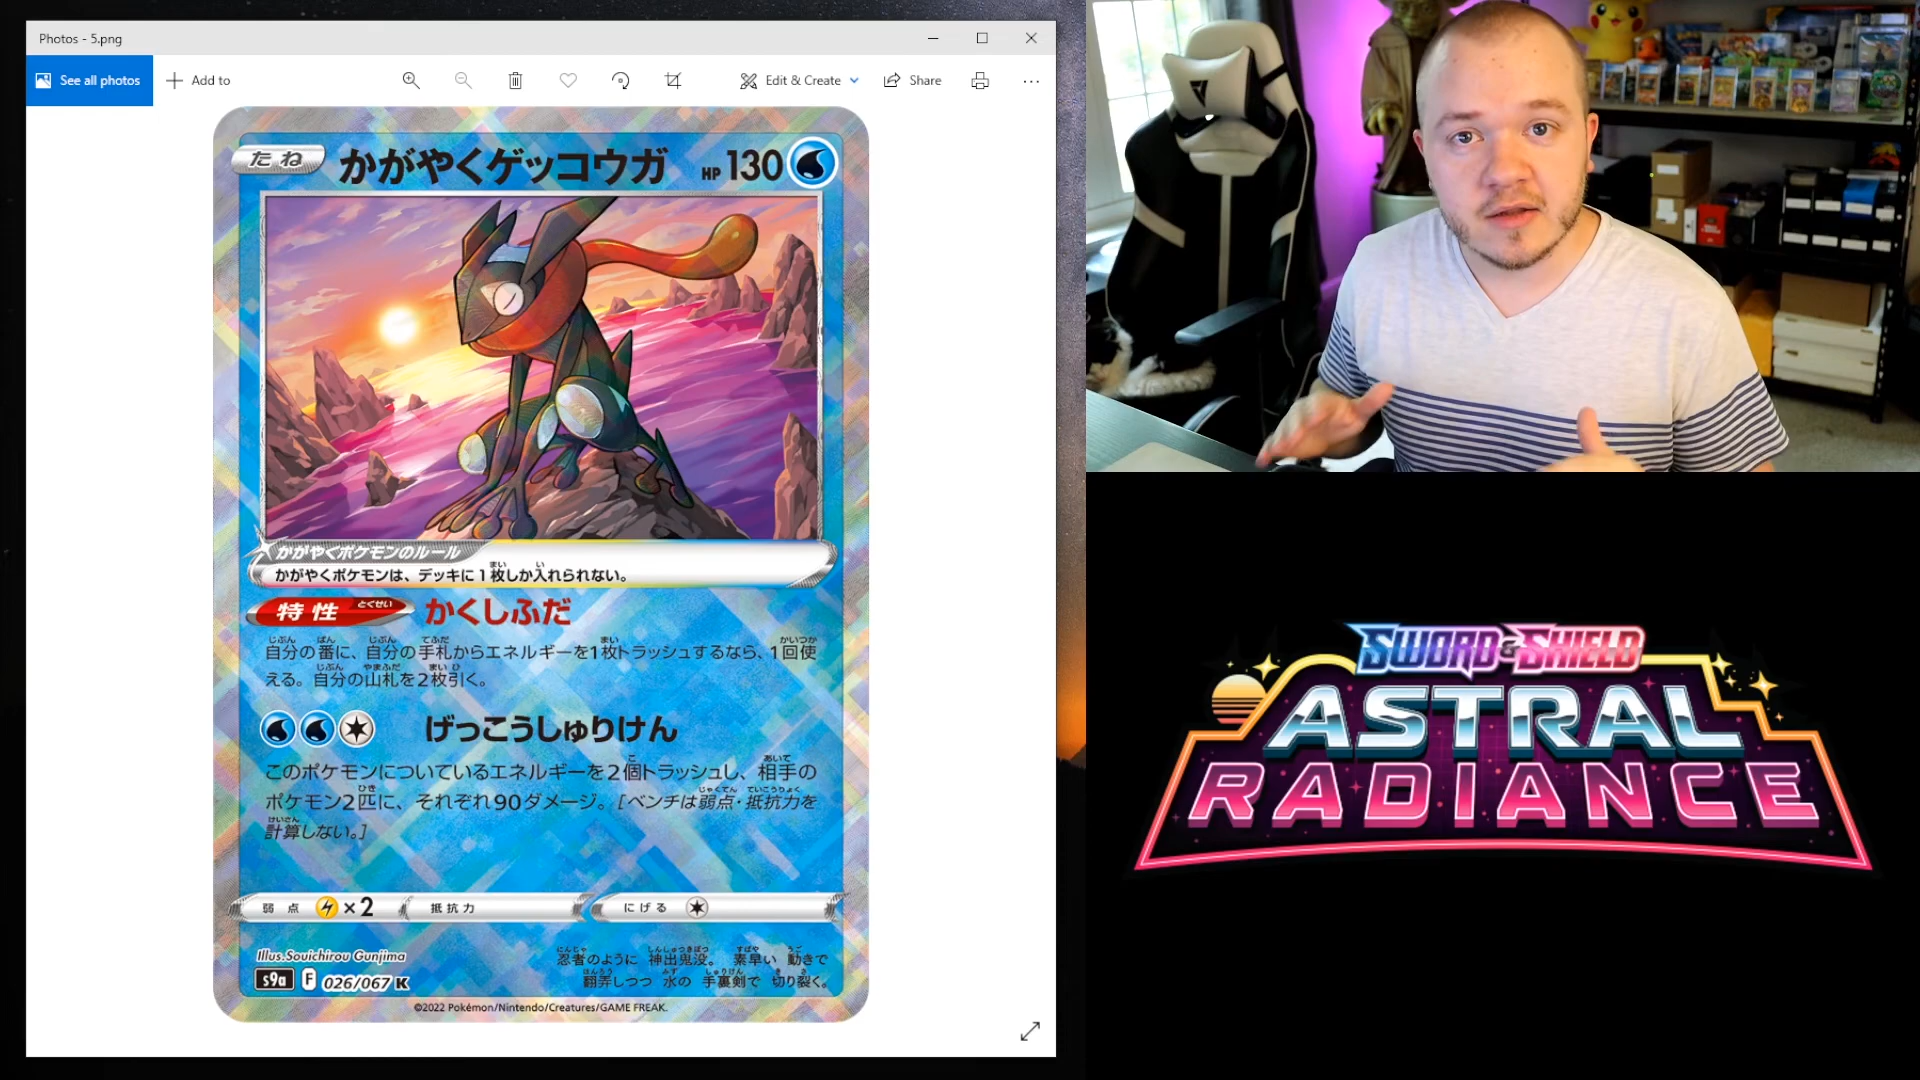 Photos - 5.png
See all photos
Add to
Edit & Create
Share
たね
かがやくゲッコウガ
HP 130
かがやくポケモンのルール
かがやくポケモンは、デッキに1枚しか入れられない。
特性
かくしふだ
自分の番に、自分の手札からエネルギーを1枚トラッシュするなら、1回使
える。自分の山札を2枚引く。
げっこうしゅりけん
このポケモンについているエネルギーを2個トラッシュし、相手の
ポケモン2匹に、それぞれ90ダメージ。[ベンチは弱点・抵抗力を
計算しない。]
弱点 ×2 抵抗力 にげる
Illus. Souichirou Gunjima
s9a F 026/067 K
忍者のように 神出鬼没。 素早い 動きで
翻弄しつつ 水の 手裏剣で 切り裂く。
©2022 Pokémon/Nintendo/Creatures/GAME FREAK.
SWORD & SHIELD
ASTRAL
RADIANCE